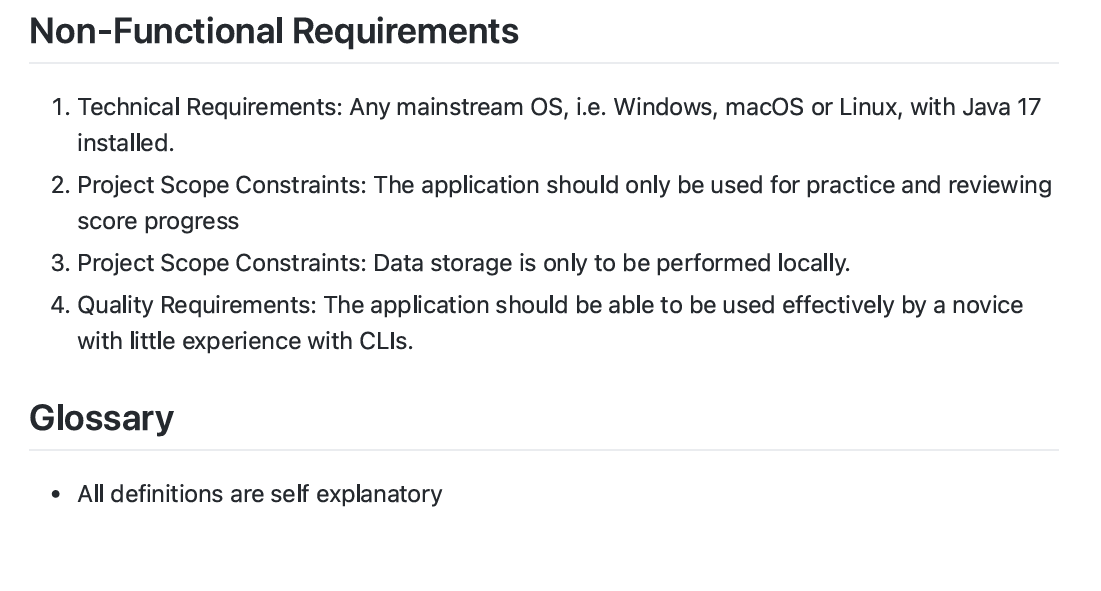 Non-Functional Requirements
1. Technical Requirements: Any mainstream OS, i.e. Windows, macOS or Linux, with Java 17
installed.
2. Project Scope Constraints: The application should only be used for practice and reviewing
score progress
3. Project Scope Constraints: Data storage is only to be performed locally.
4. Quality Requirements: The application should be able to be used effectively by a novice
with little experience with CLIs.
Glossary
• All definitions are self explanatory